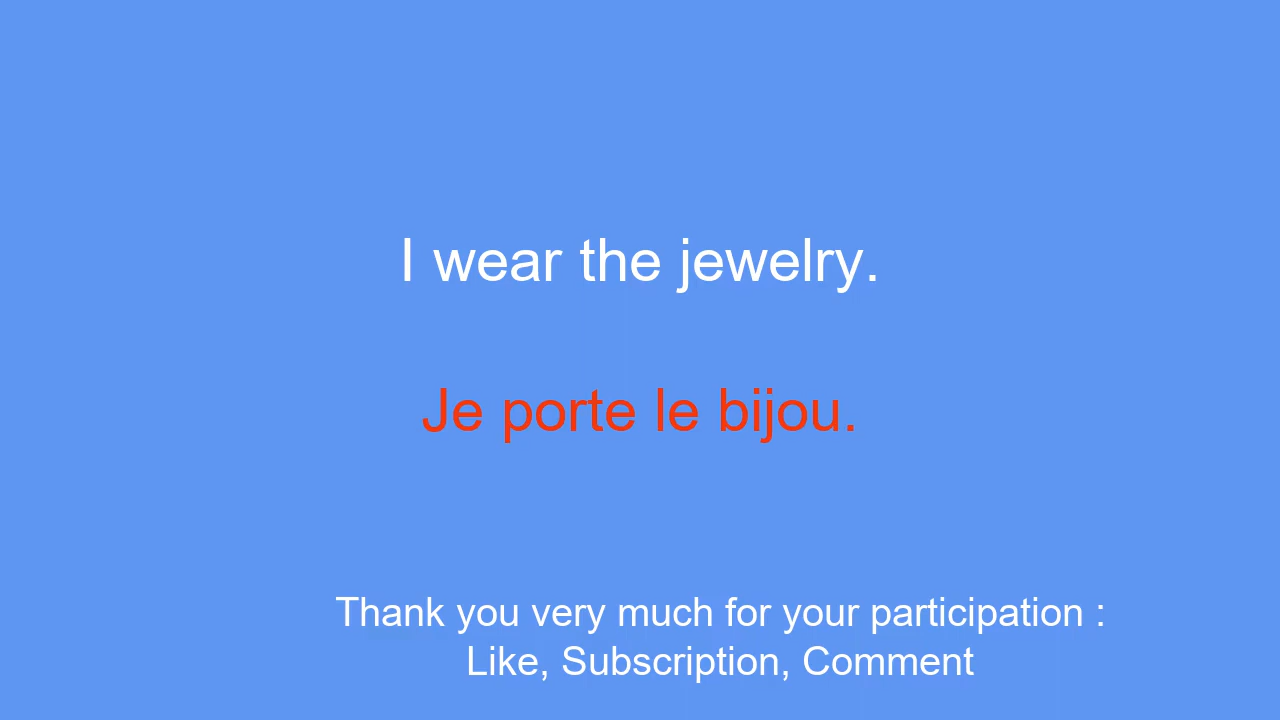 I wear the jewelry.
Je porte le bijou.
Thank you very much for your participation :
Like, Subscription, Comment